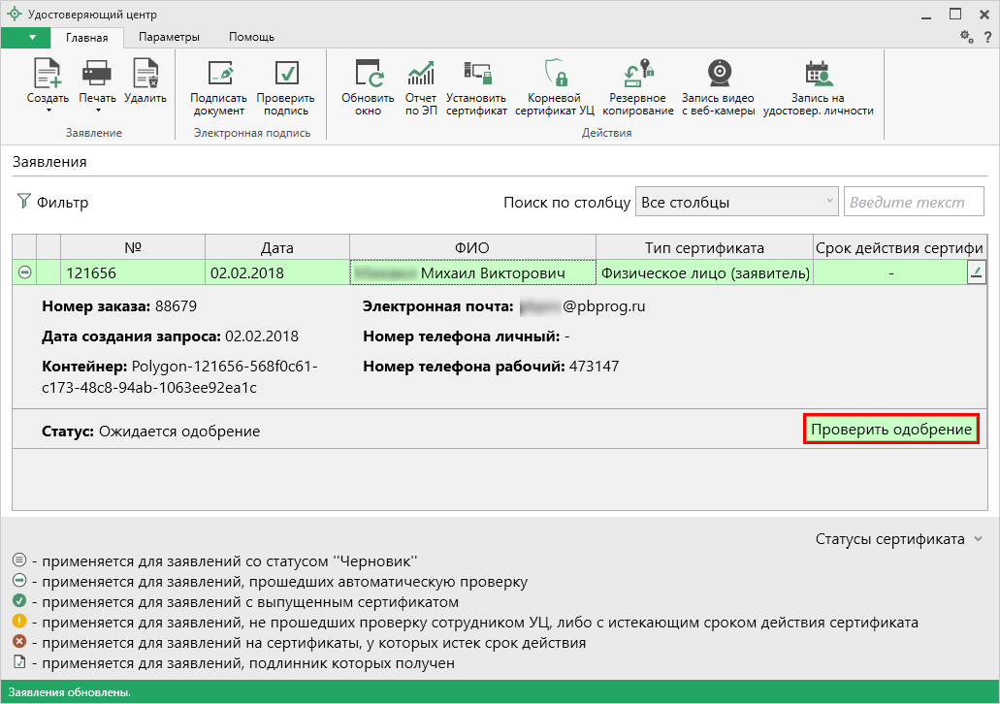 Удостоверяющий центр
Главная Параметры Помощь
?
Создать Печать Удалить Подписать документ Проверить подпись Обновить окно Отчет по ЭП Установить сертификат Корневой сертификат УЦ Резервное копирование Запись видео с веб-камеры Запись на удостовер. личности
Заявление Электронная подпись Действия
Заявления
Фильтр Поиск по столбцу Все столбцы Введите текст
№ Дата ФИО Тип сертификата Срок действия сертифи
121656 02.02.2018 Михаил Викторович Физическое лицо (заявитель) -
Номер заказа: 88679 Электронная почта: @pbprog.ru
Дата создания запроса: 02.02.2018 Номер телефона личный: -
Контейнер: Polygon-121656-568f0c61- Номер телефона рабочий: 473147
c173-48c8-94ab-1063ee92ea1c
Статус: Ожидается одобрение Проверить одобрение
Статусы сертификата
- применяется для заявлений со статусом ''Черновик''
- применяется для заявлений, прошедших автоматическую проверку
- применяется для заявлений с выпущенным сертификатом
- применяется для заявлений, не прошедших проверку сотрудником УЦ, либо с истекающим сроком действия сертификата
- применяется для заявлений на сертификаты, у которых истек срок действия
- применяется для заявлений, подлинник которых получен
Заявления обновлены.